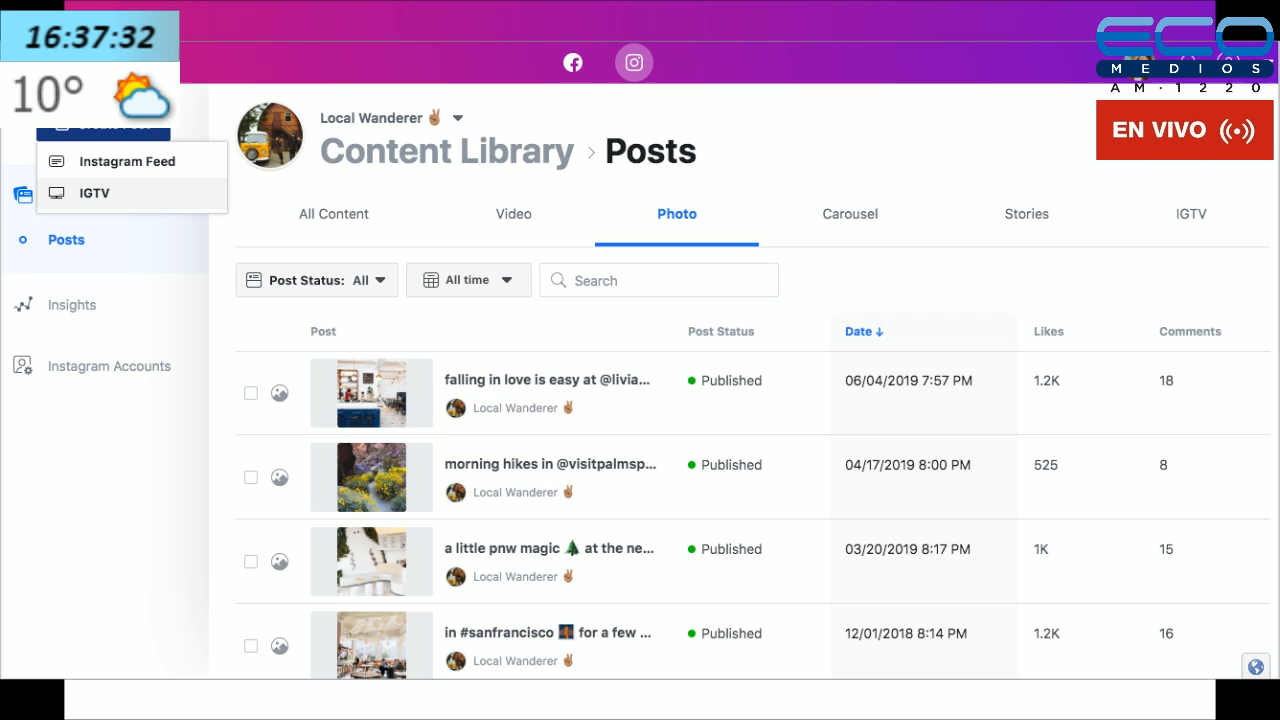 16:37:32
10°
ECO
MEDIOS
AM·1220
EN VIVO
Instagram Feed
IGTV
Posts
Insights
Instagram Accounts
Local Wanderer ✌🏽
Content Library › Posts
All Content Video Photo Carousel Stories IGTV
Post Status: All All time Search
Post Post Status Date ↓ Likes Comments
falling in love is easy at @livia... Published 06/04/2019 7:57 PM 1.2K 18
Local Wanderer ✌🏽
morning hikes in @visitpalmsp... Published 04/17/2019 8:00 PM 525 8
Local Wanderer ✌🏽
a little pnw magic 🌲 at the ne... Published 03/20/2019 8:17 PM 1K 15
Local Wanderer ✌🏽
in #sanfrancisco 🌉 for a few ... Published 12/01/2018 8:14 PM 1.2K 16
Local Wanderer ✌🏽